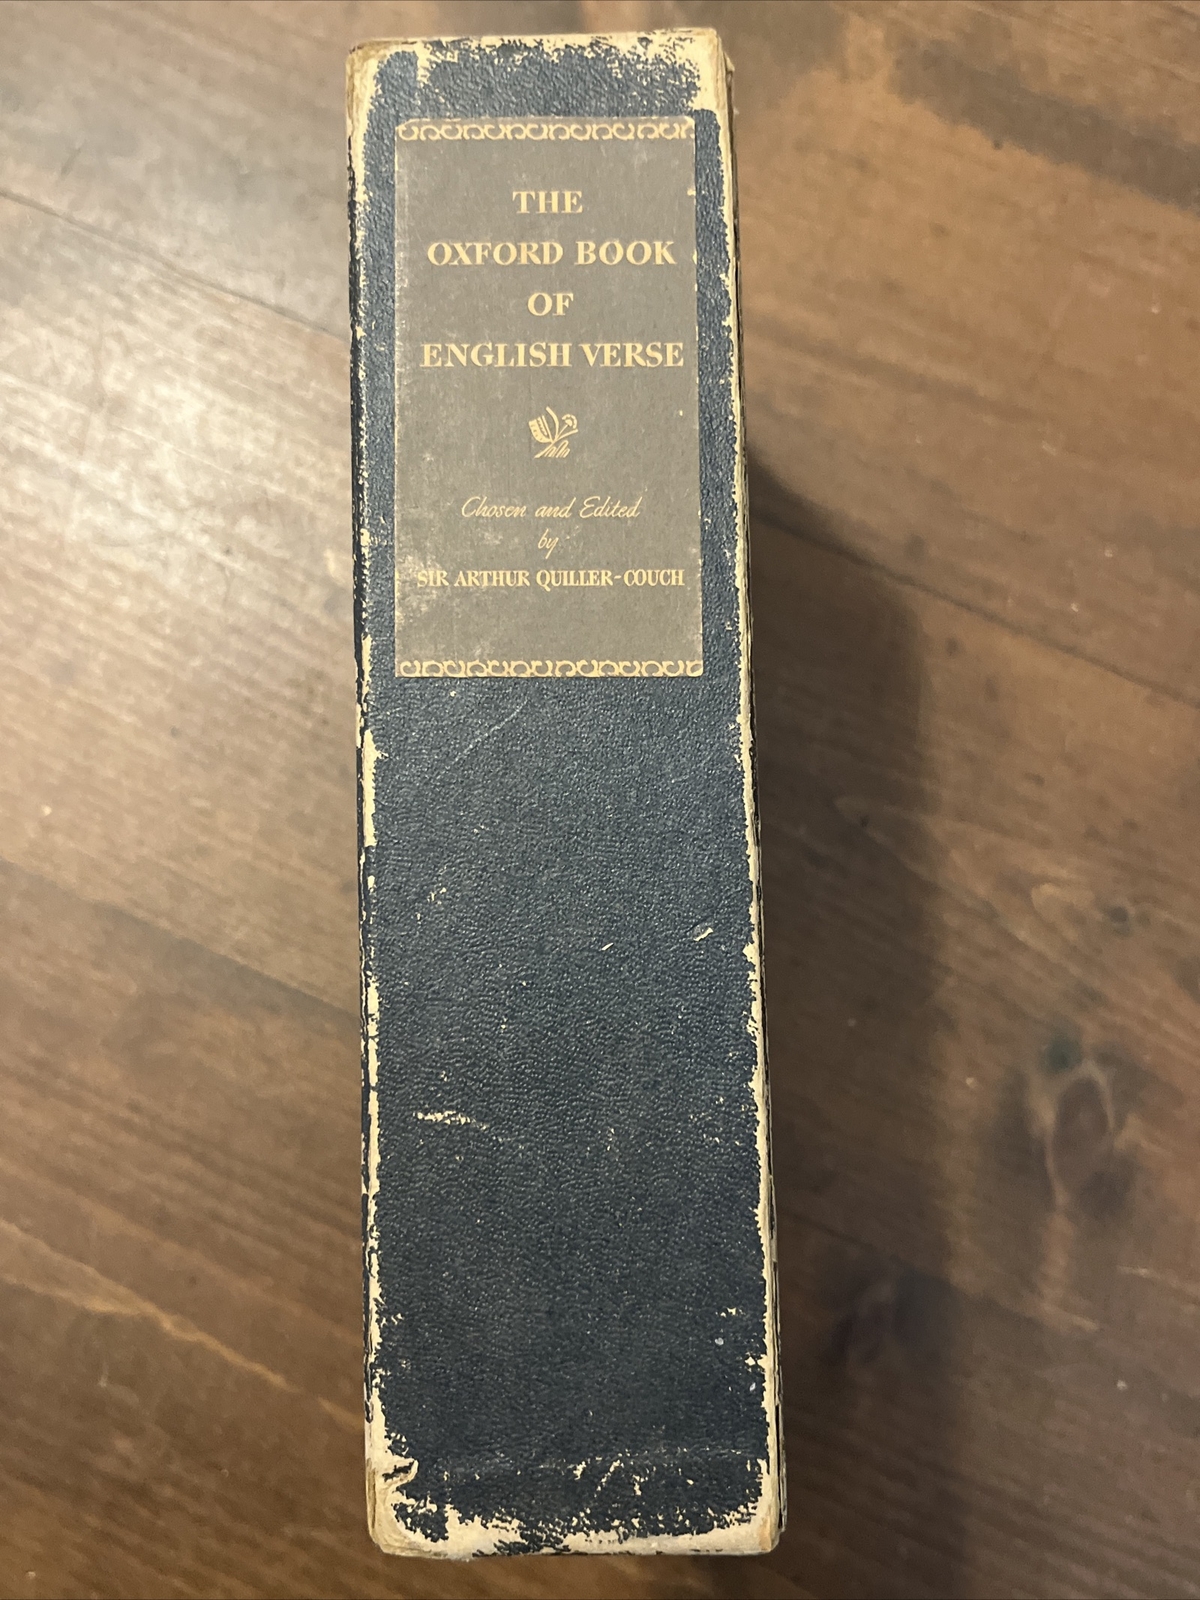 THE
OXFORD BOOK
OF
ENGLISH VERSE
Chosen and Edited
by
SIR ARTHUR QUILLER-COUCH